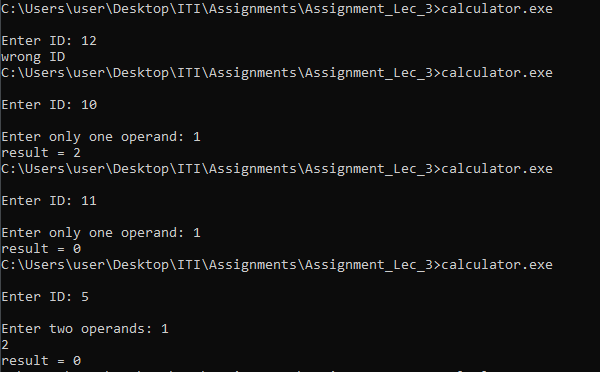 C:\Users\user\Desktop\ITI\Assignments\Assignment_Lec_3>calculator.exe
Enter ID: 12
wrong ID
C:\Users\user\Desktop\ITI\Assignments\Assignment_Lec_3>calculator.exe
Enter ID: 10
Enter only one operand: 1
result = 2
C:\Users\user\Desktop\ITI\Assignments\Assignment_Lec_3>calculator.exe
Enter ID: 11
Enter only one operand: 1
result = 0
C:\Users\user\Desktop\ITI\Assignments\Assignment_Lec_3>calculator.exe
Enter ID: 5
Enter two operands: 1
2
result = 0